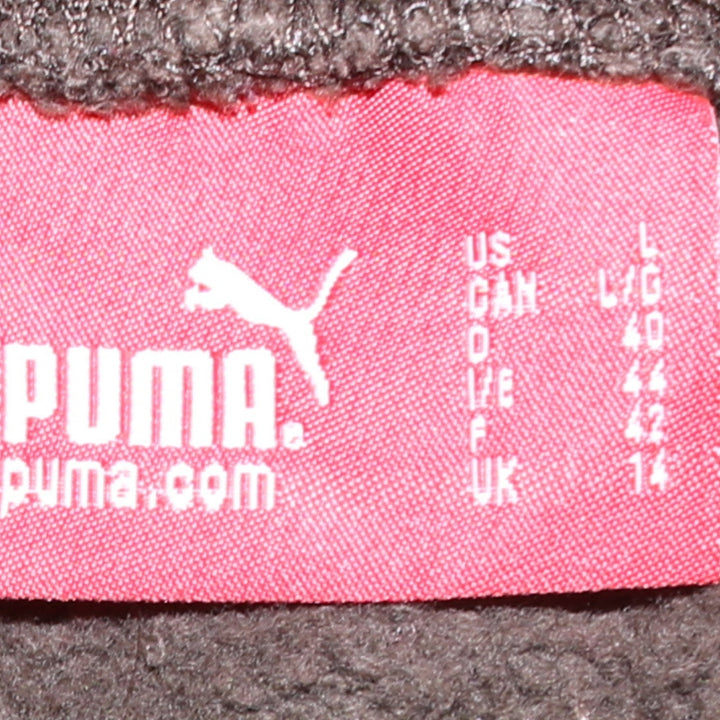 PUMA
puma.com
US L
CAN L/G
D 40
I/E 44
F 42
UK 14